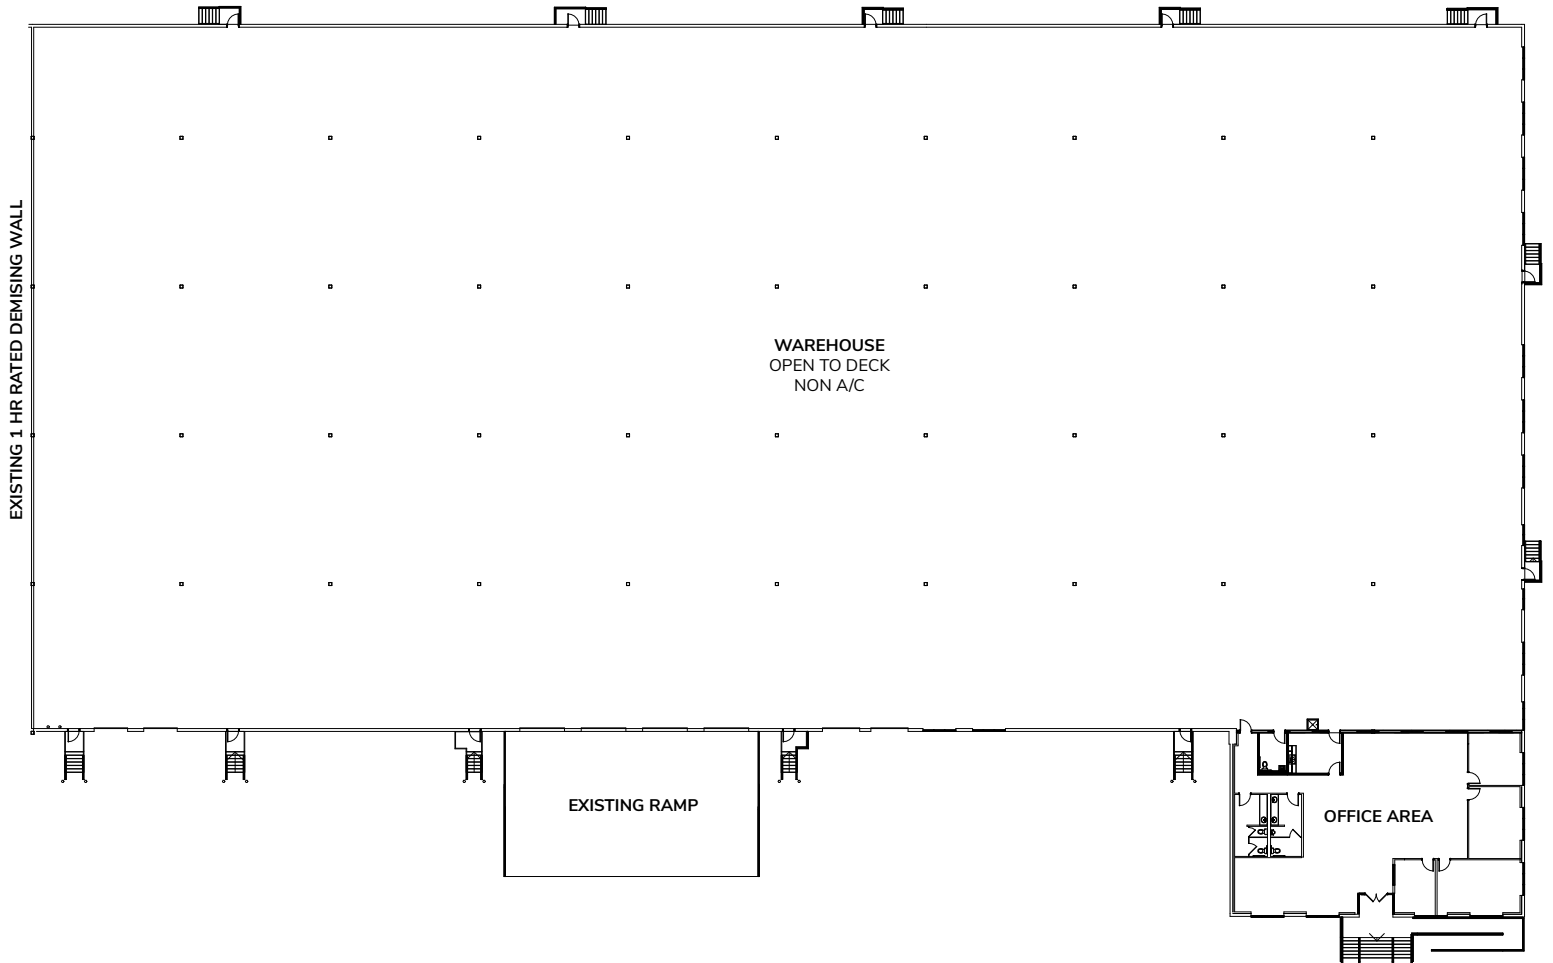 EXISTING 1 HR RATED DEMISING WALL
WAREHOUSE
OPEN TO DECK
NON A/C
EXISTING RAMP
OFFICE AREA